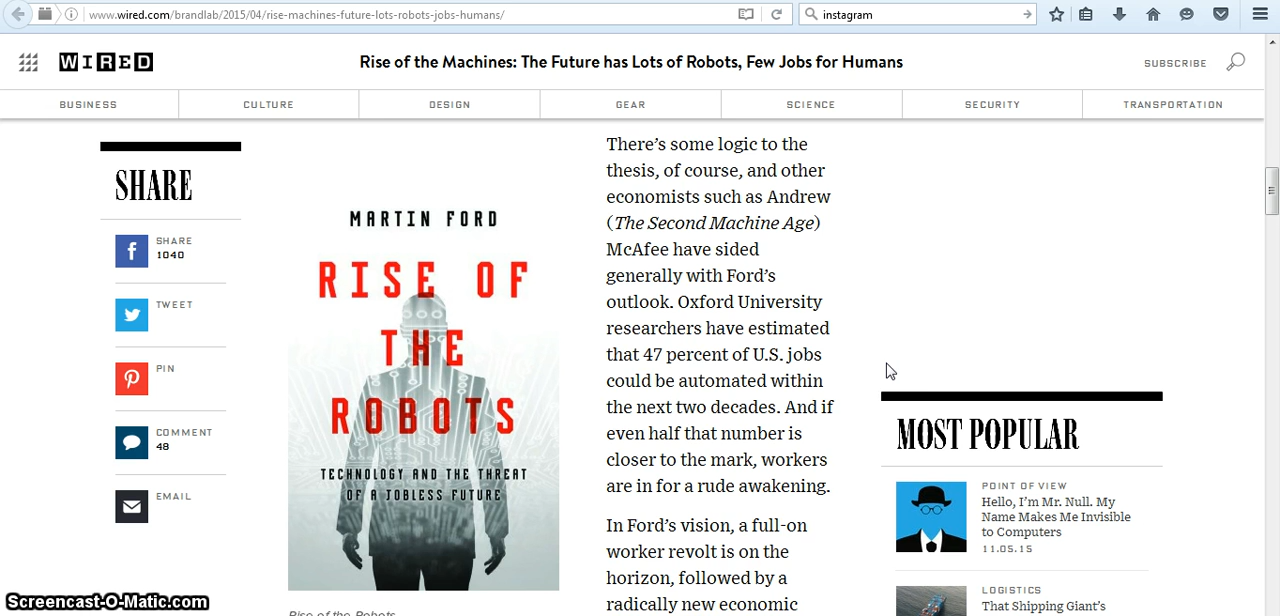 www.wired.com/brandlab/2015/04/rise-machines-future-lots-robots-jobs-humans/
instagram
WIRED
Rise of the Machines: The Future has Lots of Robots, Few Jobs for Humans
SUBSCRIBE
BUSINESS
CULTURE
DESIGN
GEAR
SCIENCE
SECURITY
TRANSPORTATION
SHARE
SHARE
1040
TWEET
PIN
COMMENT
48
EMAIL
MARTIN FORD
RISE OF
THE
ROBOTS
TECHNOLOGY AND THE THREAT
OF A JOBLESS FUTURE
Rise of the Robots
There's some logic to the
thesis, of course, and other
economists such as Andrew
(The Second Machine Age)
McAfee have sided
generally with Ford's
outlook. Oxford University
researchers have estimated
that 47 percent of U.S. jobs
could be automated within
the next two decades. And if
even half that number is
closer to the mark, workers
are in for a rude awakening.
In Ford's vision, a full-on
worker revolt is on the
horizon, followed by a
radically new economic
MOST POPULAR
POINT OF VIEW
Hello, I'm Mr. Null. My
Name Makes Me Invisible
to Computers
11.05.15
LOGISTICS
That Shipping Giant's
Screencast-O-Matic.com